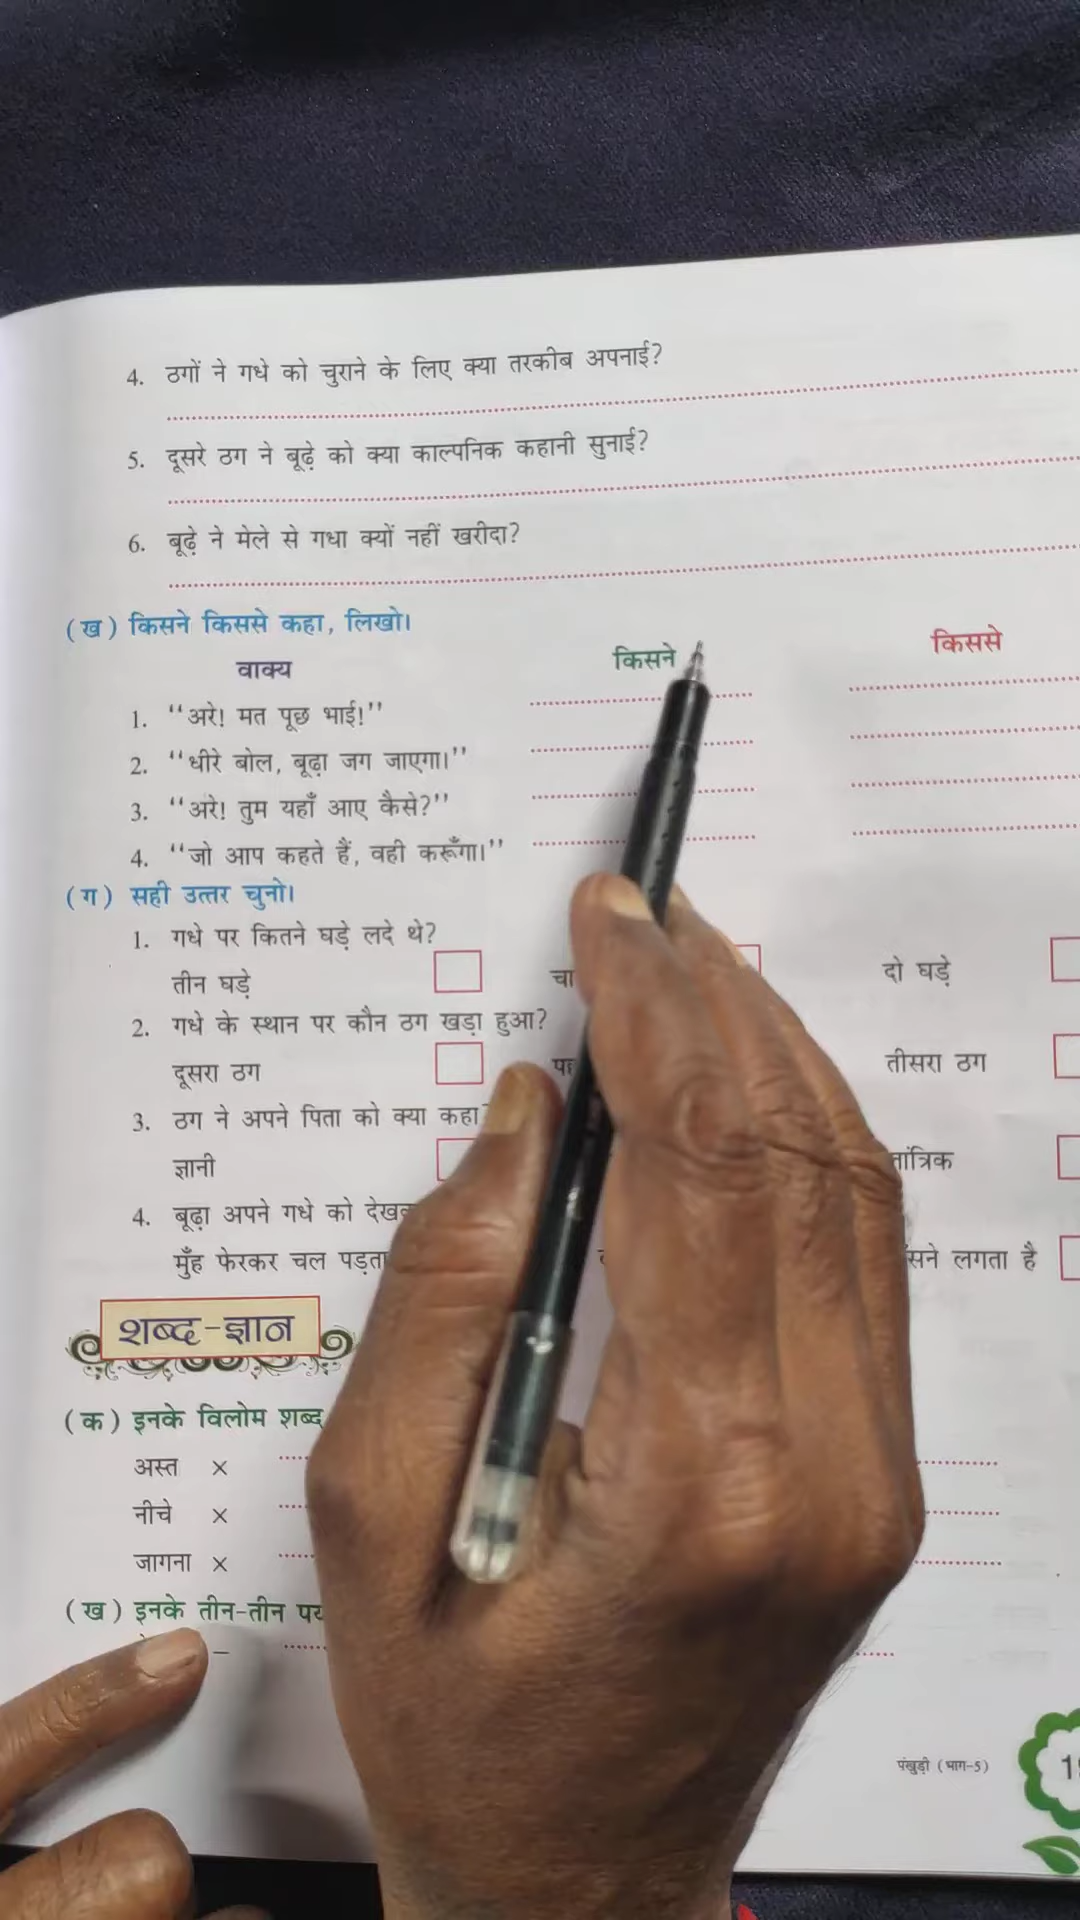 4. ठगों ने गधे को चुराने के लिए क्या तरकीब अपनाई?
5. दूसरे ठग ने बूढ़े को क्या काल्पनिक कहानी सुनाई?
6. बूढ़े ने मेले से गधा क्यों नहीं खरीदा?
(ख) किसने किससे कहा, लिखो।
वाक्य किसने किससे
1. "अरे! मत पूछ भाई!"
2. "धीरे बोल, बूढ़ा जग जाएगा।"
3. "अरे! तुम यहाँ आए कैसे?"
4. "जो आप कहते हैं, वही करूँगा।"
(ग) सही उत्तर चुनो।
1. गधे पर कितने घड़े लदे थे?
तीन घड़े चा दो घड़े
2. गधे के स्थान पर कौन ठग खड़ा हुआ?
दूसरा ठग तीसरा ठग
3. ठग ने अपने पिता को क्या कहा
ज्ञानी तांत्रिक
4. बूढ़ा अपने गधे को
मुँह फेरकर चल पड़ता लगता है
शब्द-ज्ञान
(क) इनके विलोम शब्द
अस्त ×
नीचे ×
जागना ×
(ख) इनके तीन-तीन
–
पंखुड़ी (भाग-5)